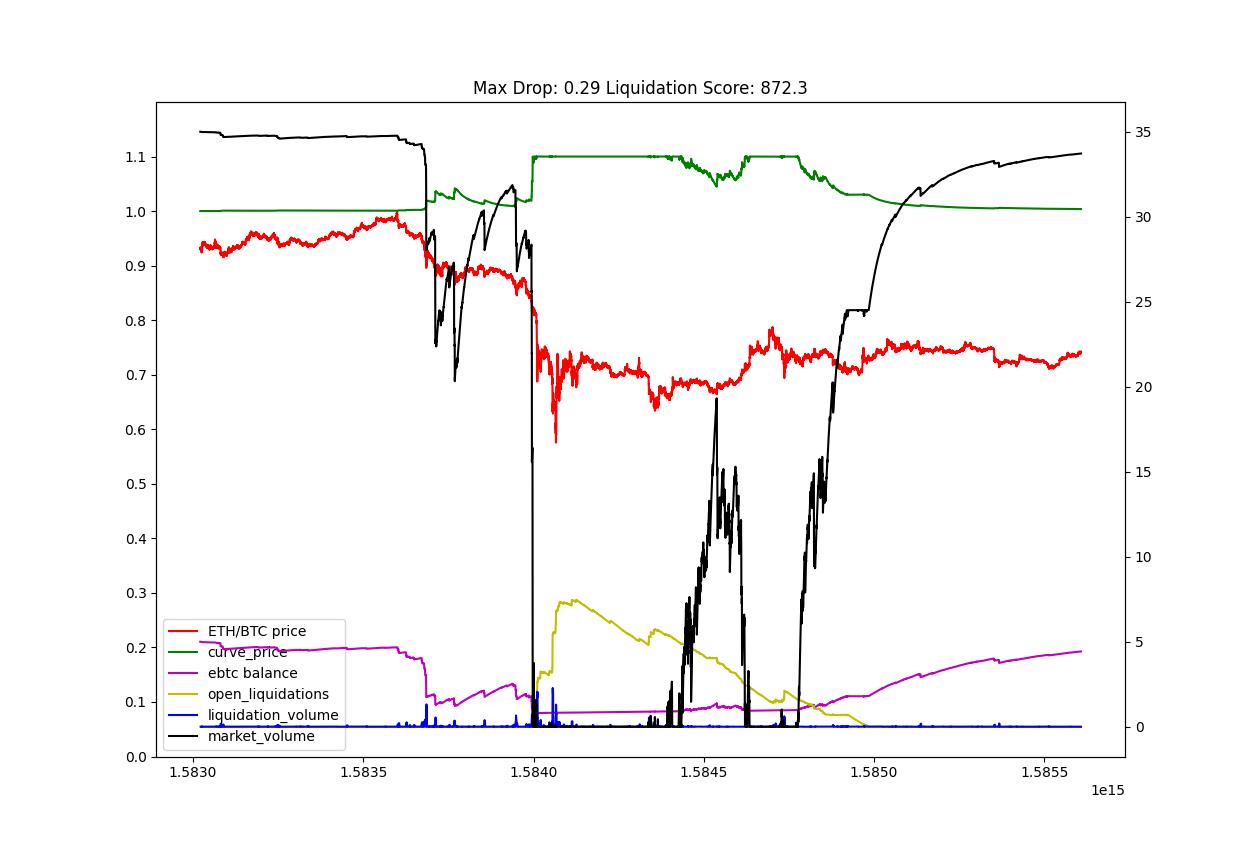 Max Drop: 0.29 Liquidation Score: 872.3
1.1
1.0
0.9
0.8
0.7
0.6
0.5
0.4
0.3
0.2
0.1
0.0
35
30
25
20
15
10
5
0
ETH/BTC price
curve_price
ebtc balance
open_liquidations
liquidation_volume
market_volume
1.5830 1.5835 1.5840 1.5845 1.5850 1.5855
1e15